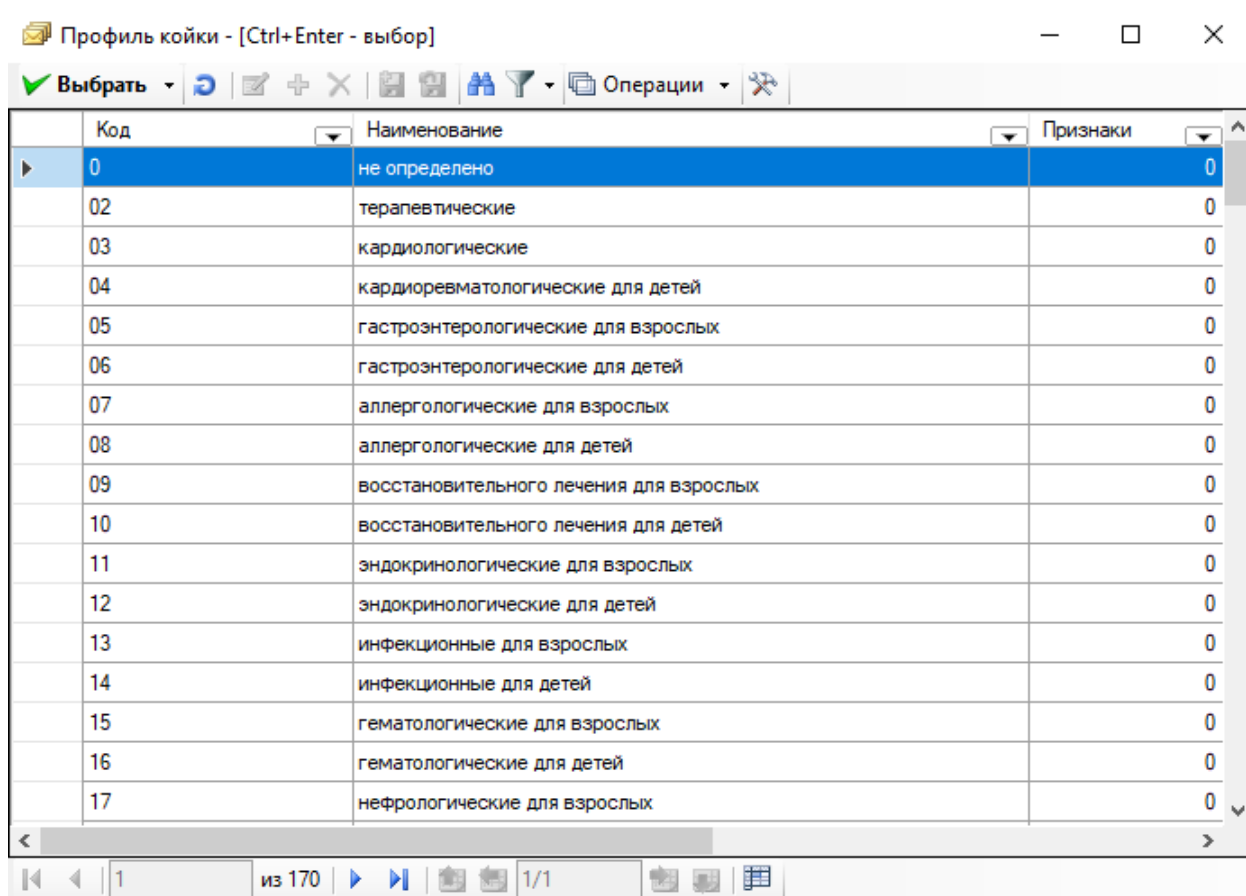 Профиль койки - [Ctrl+Enter - выбор]
Выбрать Операции
Код Наименование Признаки
0 не определено 0
02 терапевтические 0
03 кардиологические 0
04 кардиоревматологические для детей 0
05 гастроэнтерологические для взрослых 0
06 гастроэнтерологические для детей 0
07 аллергологические для взрослых 0
08 аллергологические для детей 0
09 восстановительного лечения для взрослых 0
10 восстановительного лечения для детей 0
11 эндокринологические для взрослых 0
12 эндокринологические для детей 0
13 инфекционные для взрослых 0
14 инфекционные для детей 0
15 гематологические для взрослых 0
16 гематологические для детей 0
17 нефрологические для взрослых 0
1 из 170 1/1